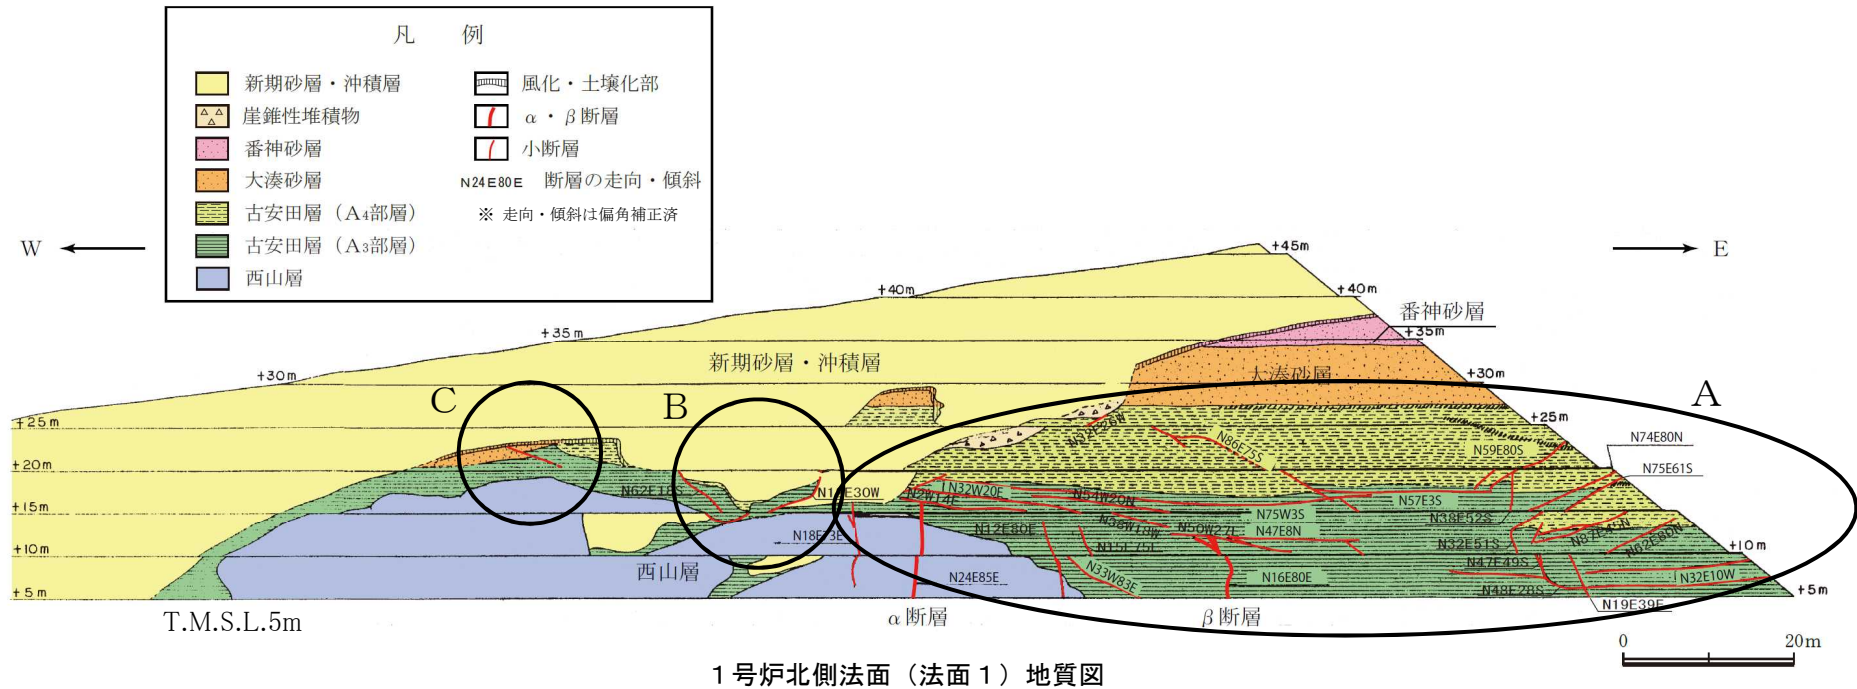 凡 例
新期砂層・沖積層
風化・土壌化部
崖錐性堆積物
α・β断層
番神砂層
小断層
大湊砂層
N24E80E 断層の走向・傾斜
古安田層（A4部層）
※ 走向・傾斜は偏角補正済
古安田層（A3部層）
西山層
W
E
+45m
+40m
+40m
番神砂層
+35m
+35m
新期砂層・沖積層
+30m
大湊砂層
+30m
C
B
A
+25m
+25m
N86E75S
N59E80S
N74E80N
N75E61S
+20m
N32W20E
N54W20N
N57E3S
N2W14E
N75W3S
N38E52S
+15m
N12E80E
N50W27E
N47E8N
N18E73E
N32E51S
+10m
+10m
西山層
N33W83E
N47E49S
N24E85E
N16E80E
N32E10W
N48E28S
+5m
+5m
N19E39E
T.M.S.L.5m
α断層
β断層
0 20m
1号炉北側法面（法面1）地質図